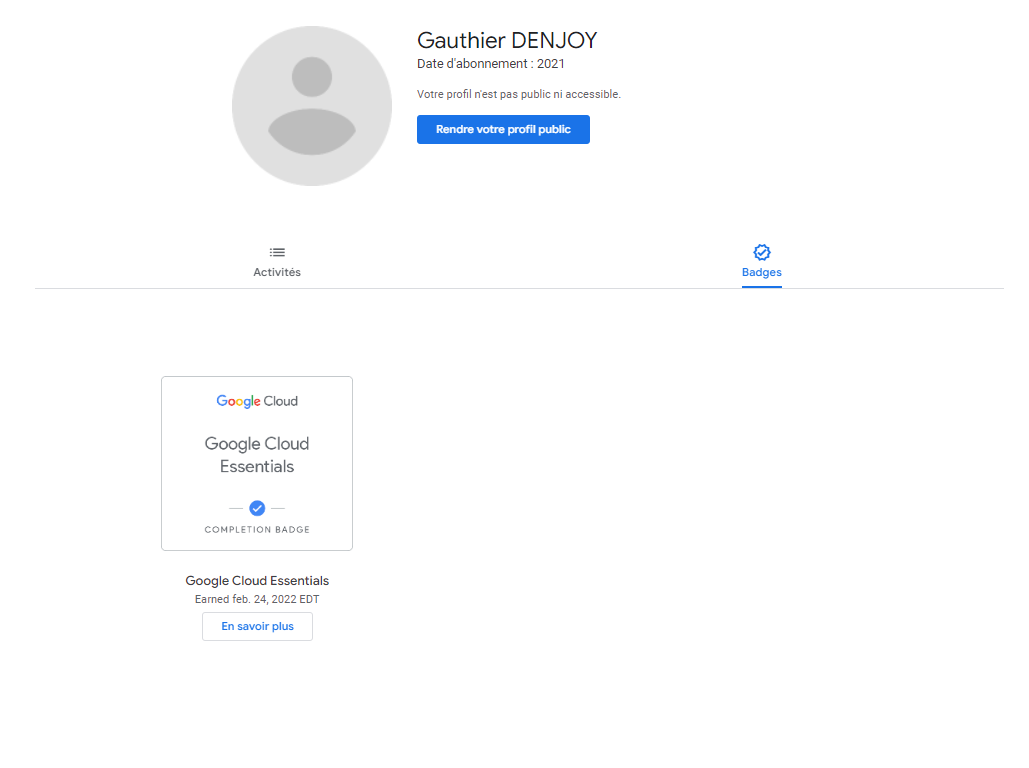 Gauthier DENJOY
Date d'abonnement : 2021
Votre profil n'est pas public ni accessible.
Rendre votre profil public
Activités
Badges
Google Cloud
Google Cloud
Essentials
COMPLETION BADGE
Google Cloud Essentials
Earned feb. 24, 2022 EDT
En savoir plus